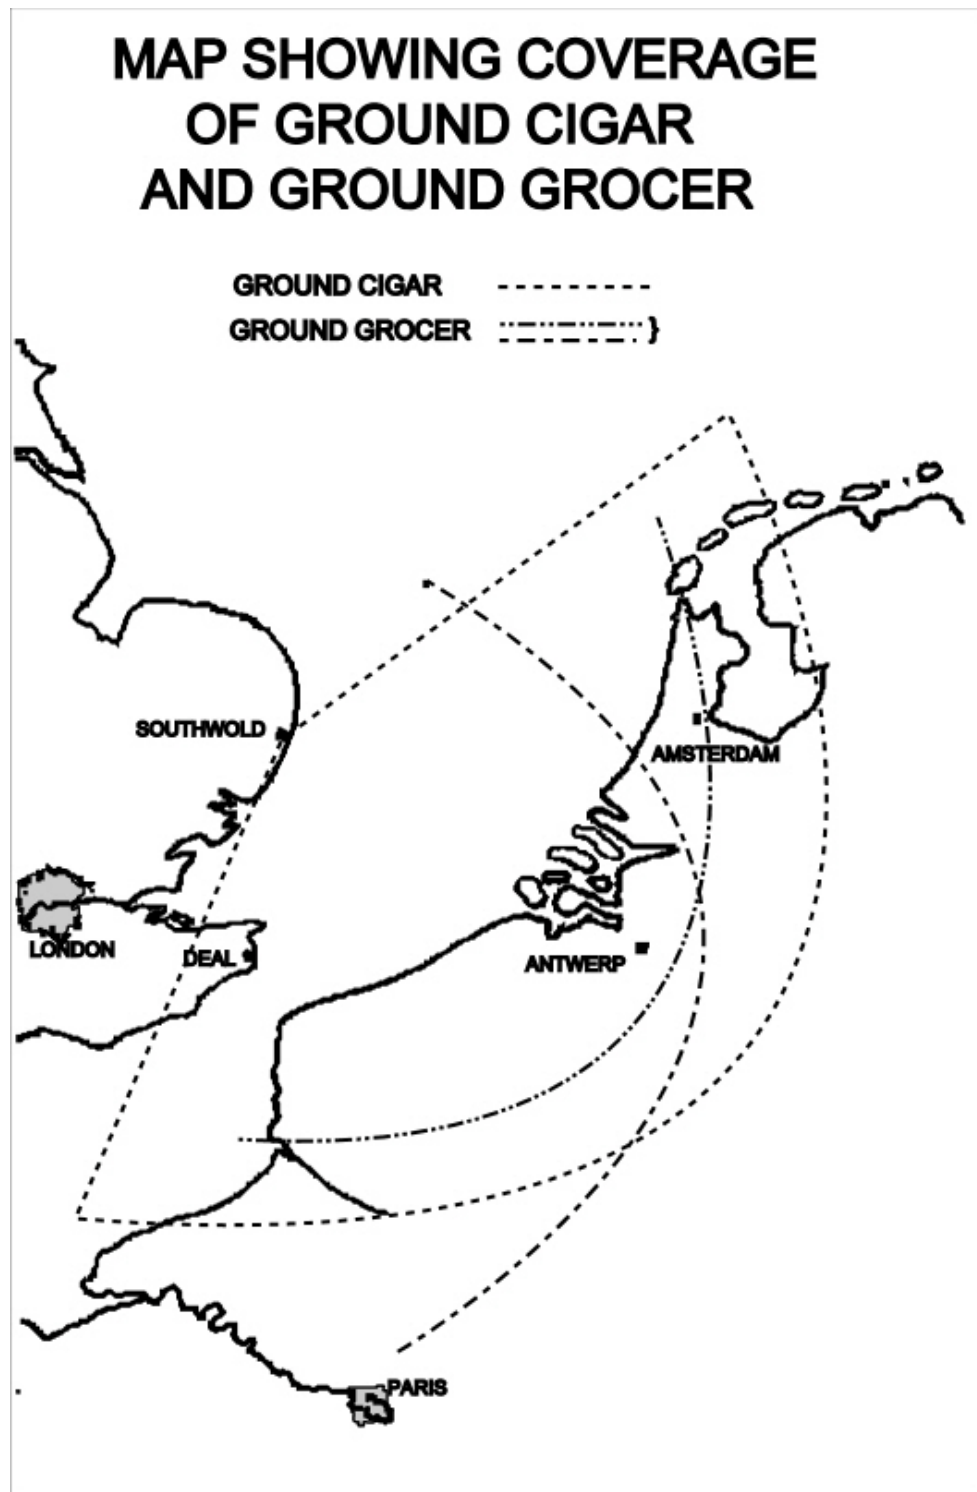 MAP SHOWING COVERAGE
OF GROUND CIGAR
AND GROUND GROCER
GROUND CIGAR
GROUND GROCER }
SOUTHWOLD
AMSTERDAM
LONDON
DEAL
ANTWERP
PARIS